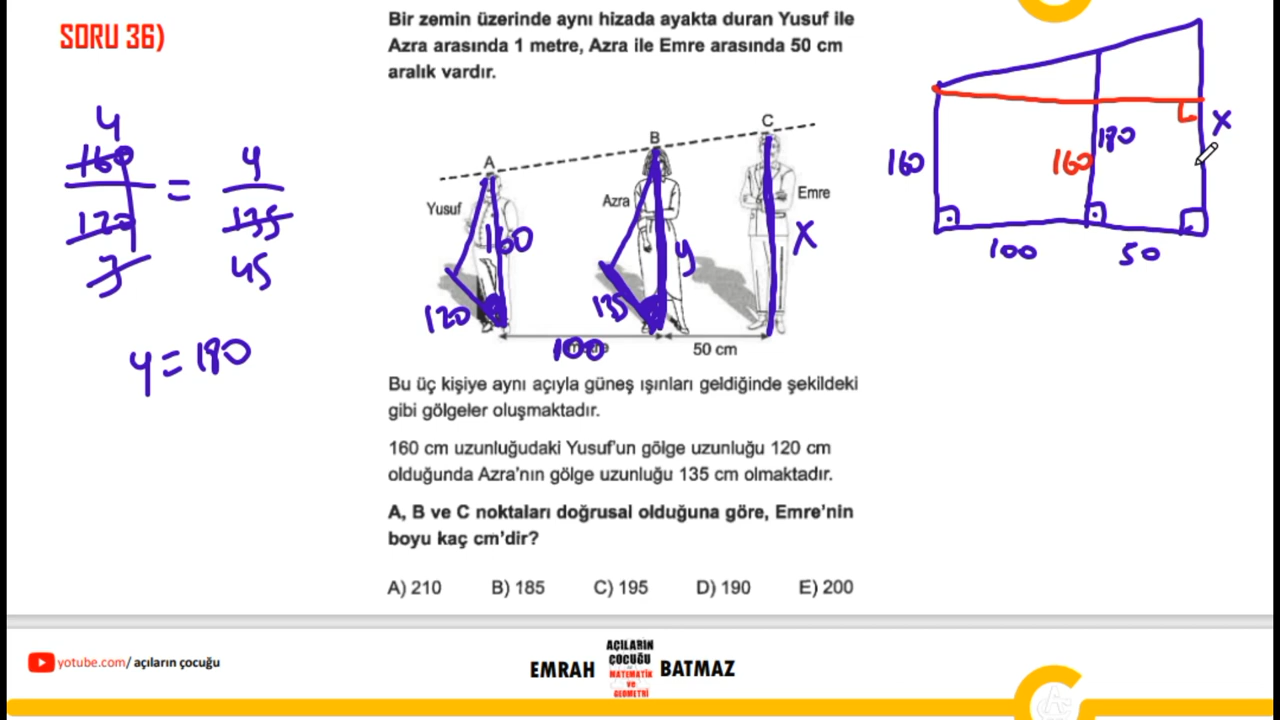 SORU 36)
Bir zemin üzerinde aynı hizada ayakta duran Yusuf ile
Azra arasında 1 metre, Azra ile Emre arasında 50 cm
aralık vardır.
4
160
120
3
=
y
135
45
y = 180
A
B
C
Yusuf
Azra
Emre
160
y
x
120
135
100
50 cm
160
160
180
x
100
50
Bu üç kişiye aynı açıyla güneş ışınları geldiğinde şekildeki
gibi gölgeler oluşmaktadır.
160 cm uzunluğudaki Yusuf'un gölge uzunluğu 120 cm
olduğunda Azra'nın gölge uzunluğu 135 cm olmaktadır.
A, B ve C noktaları doğrusal olduğuna göre, Emre'nin
boyu kaç cm'dir?
A) 210 B) 185 C) 195 D) 190 E) 200
yotube.com/ açıların çocuğu
EMRAH
AÇILARIN
ÇOCUĞU
MATEMATİK
ve
GEOMETRİ
BATMAZ